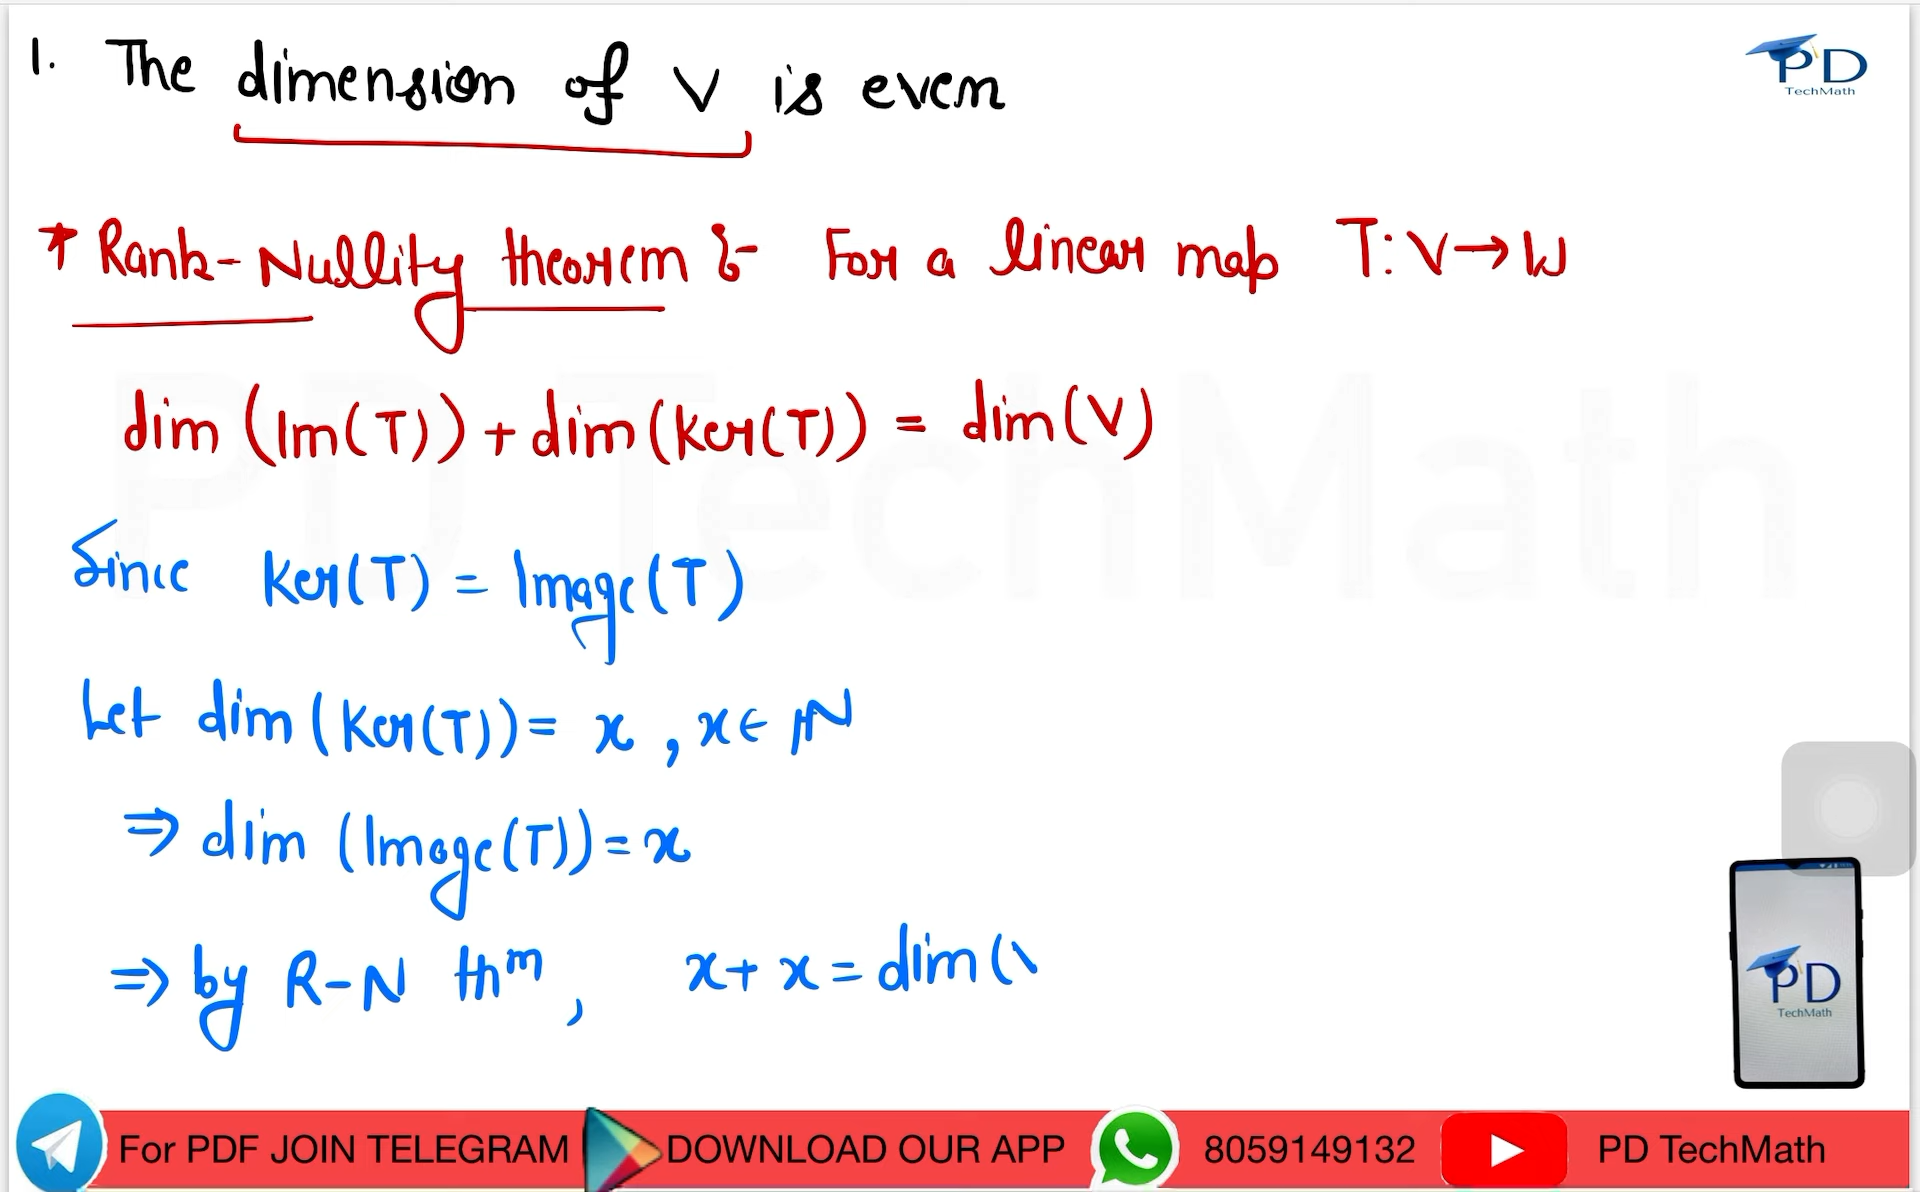 1. The dimension of V is even
PD
TechMath
* Rank-Nullity theorem :- For a linear map T: V → W
dim (Im(T)) + dim (Ker(T)) = dim(V)
PD TechMath
Since Ker(T) = Image(T)
Let dim (Ker(T)) = x , x ∈ ℕ
⇒ dim (Image(T)) = x
⇒ by R-N thᵐ, x + x = dim (
PD
TechMath
For PDF JOIN TELEGRAM DOWNLOAD OUR APP 8059149132 PD TechMath